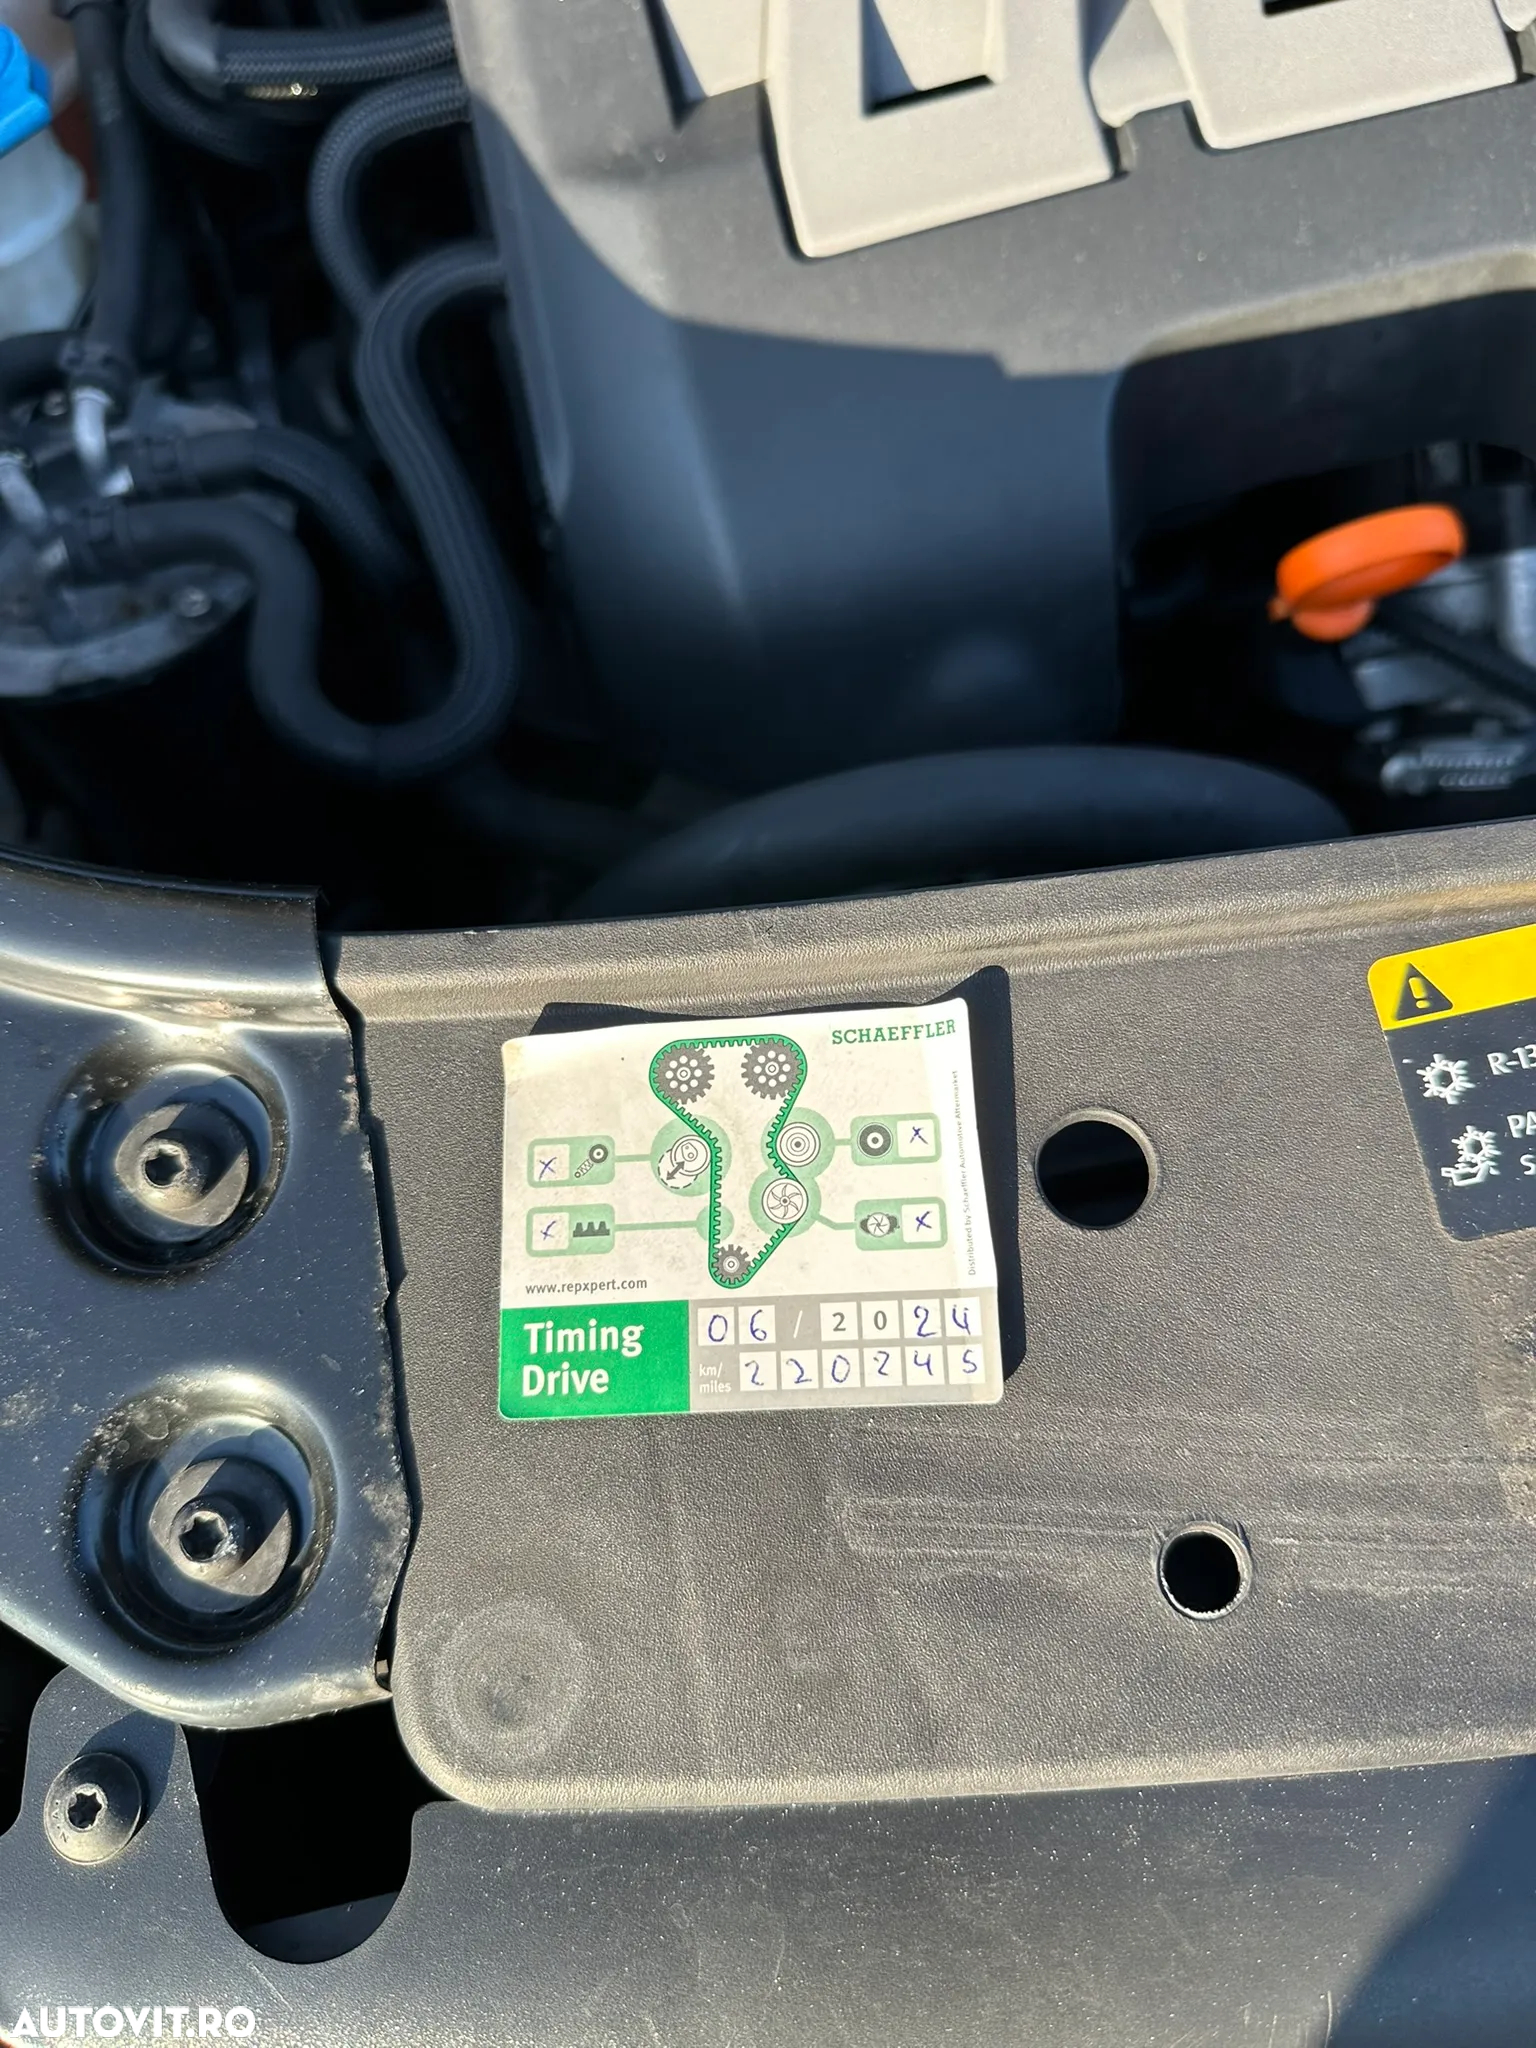 SCHAEFFLER
X
X
X
X
Distributed by Schaeffler Automotive Aftermarket
www.repxpert.com
Timing Drive
06 / 2024
km/miles 220245
R-13
PA
S
AUTOVIT.RO